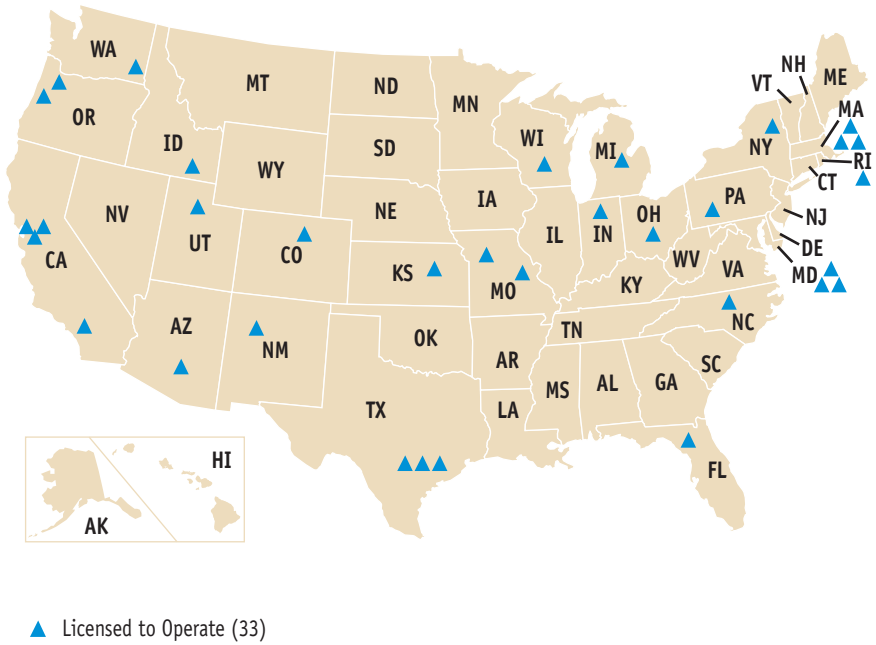 WA
MT
ND
MN
OR
ID
WY
SD
WI
MI
NH
VT
ME
MA
NY
RI
CT
NV
UT
CO
NE
IA
IL
IN
OH
PA
NJ
DE
MD
WV
VA
CA
KS
MO
KY
AZ
NM
OK
AR
TN
NC
SC
TX
LA
MS
AL
GA
FL
HI
AK
Licensed to Operate (33)